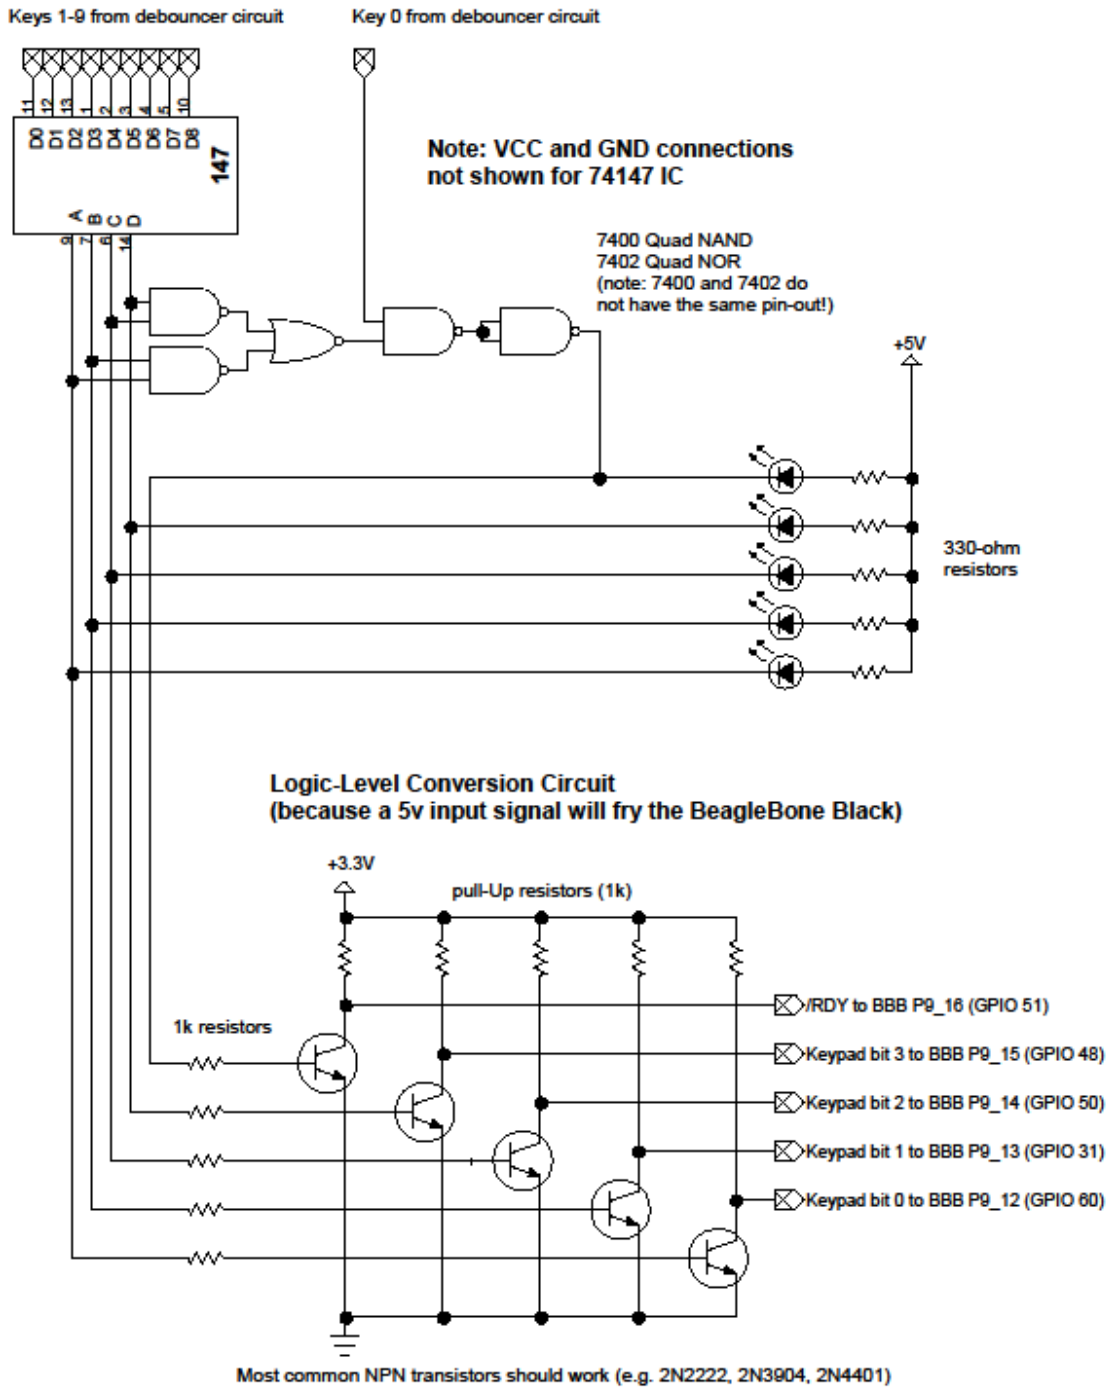 Keys 1-9 from debouncer circuit
Key 0 from debouncer circuit
11 12 13 1 2 3 4 5 10
D0 D1 D2 D3 D4 D5 D6 D7 D8
147
A B C D
9 7 6 14
Note: VCC and GND connections
not shown for 74147 IC
7400 Quad NAND
7402 Quad NOR
(note: 7400 and 7402 do
not have the same pin-out!)
+5V
330-ohm
resistors
Logic-Level Conversion Circuit
(because a 5v input signal will fry the BeagleBone Black)
+3.3V
pull-Up resistors (1k)
/RDY to BBB P9_16 (GPIO 51)
1k resistors
Keypad bit 3 to BBB P9_15 (GPIO 48)
Keypad bit 2 to BBB P9_14 (GPIO 50)
Keypad bit 1 to BBB P9_13 (GPIO 31)
Keypad bit 0 to BBB P9_12 (GPIO 60)
Most common NPN transistors should work (e.g. 2N2222, 2N3904, 2N4401)